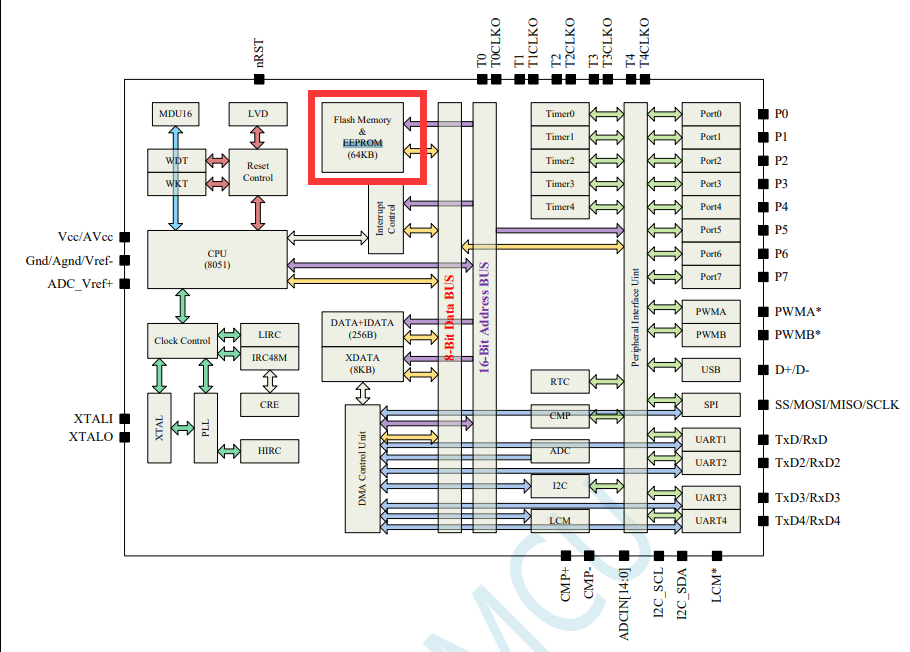 nRST
T0
T0CLKO
T1
T1CLKO
T2
T2CLKO
T3
T3CLKO
T4
T4CLKO
MDU16
LVD
WDT
WKT
Reset
Control
Flash Memory
&
EEPROM
(64KB)
Interrupt
Control
Timer0
Timer1
Timer2
Timer3
Timer4
Port0
Port1
Port2
Port3
Port4
Port5
Port6
Port7
P0
P1
P2
P3
P4
P5
P6
P7
Vcc/AVcc
Gnd/Agnd/Vref-
ADC_Vref+
CPU
(8051)
8-Bit Data BUS
16-Bit Address BUS
Peripheral Interface Uint
Clock Control
LIRC
IRC48M
CRE
XTAL
PLL
HIRC
XTALI
XTALO
DATA+IDATA
(256B)
XDATA
(8KB)
DMA Control Unit
RTC
CMP
ADC
I2C
LCM
PWMA
PWMB
USB
SPI
UART1
UART2
UART3
UART4
PWMA*
PWMB*
D+/D-
SS/MOSI/MISO/SCLK
TxD/RxD
TxD2/RxD2
TxD3/RxD3
TxD4/RxD4
CMP+
CMP-
ADCIN[14:0]
I2C_SCL
I2C_SDA
LCM*
MCU